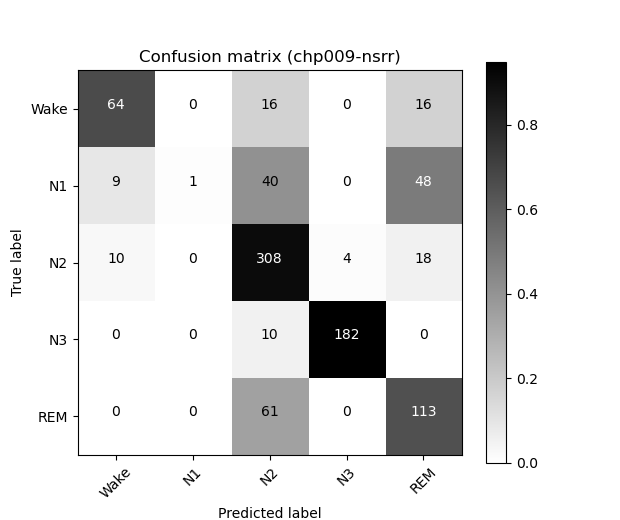 Confusion matrix (chp009-nsrr)
Wake 64 0 16 0 16
N1 9 1 40 0 48
N2 10 0 308 4 18
N3 0 0 10 182 0
REM 0 0 61 0 113
Wake N1 N2 N3 REM
Predicted label
True label
0.8
0.6
0.4
0.2
0.0